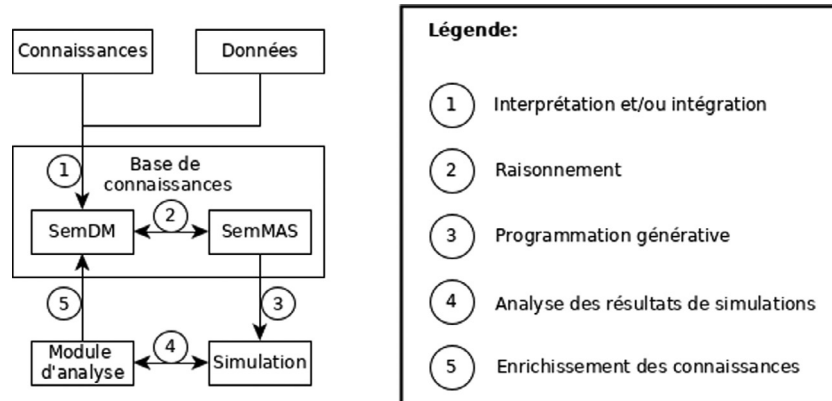 Connaissances
Données
1
Base de
connaissances
SemDM
2
SemMAS
5
3
Module
d'analyse
4
Simulation
Légende:
1 Interprétation et/ou intégration
2 Raisonnement
3 Programmation générative
4 Analyse des résultats de simulations
5 Enrichissement des connaissances